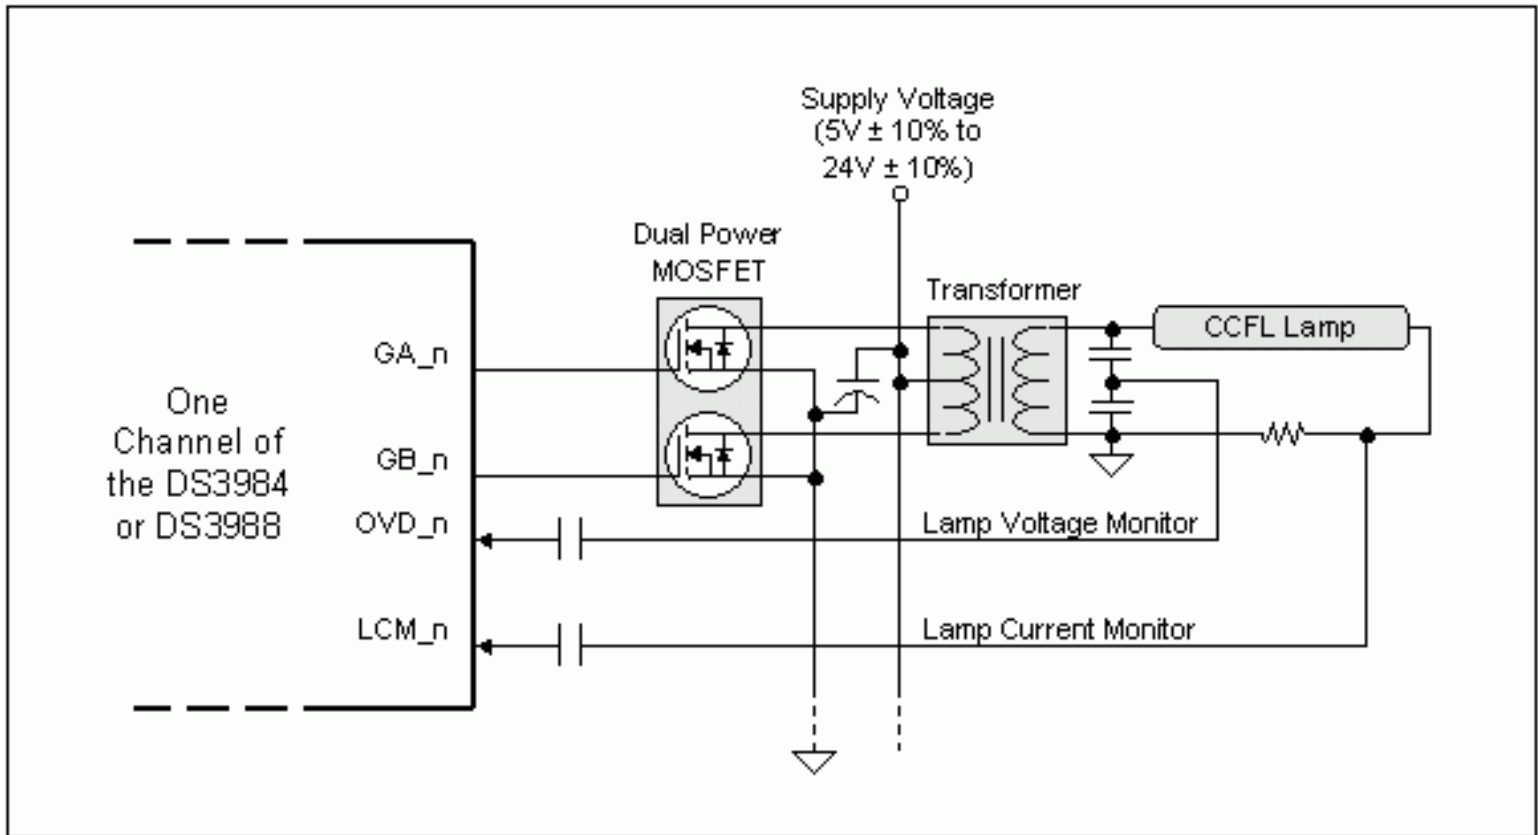 Supply Voltage
(5V ± 10% to
24V ± 10%)
Dual Power
MOSFET
Transformer
CCFL Lamp
GA_n
One
Channel of
the DS3984
or DS3988
GB_n
OVD_n
Lamp Voltage Monitor
LCM_n
Lamp Current Monitor